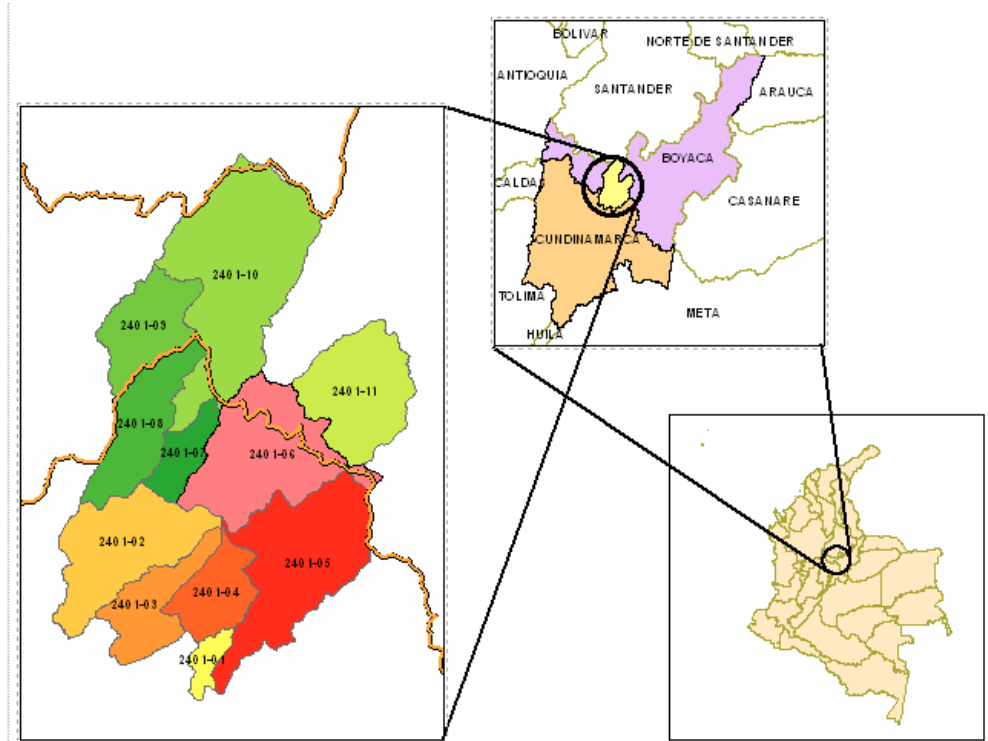 240 1-10
240 1-09
240 1-11
240 1-08
240 1-07
240 1-06
240 1-02
240 1-05
240 1-04
240 1-03
240 1-01
BOLIVAR
NORTE DE SANTANDER
ANTIOQUIA
SANTANDER
ARAUCA
BOYACA
CALDAS
CASANARE
CUNDINAMARCA
TOLIMA
META
HUILA